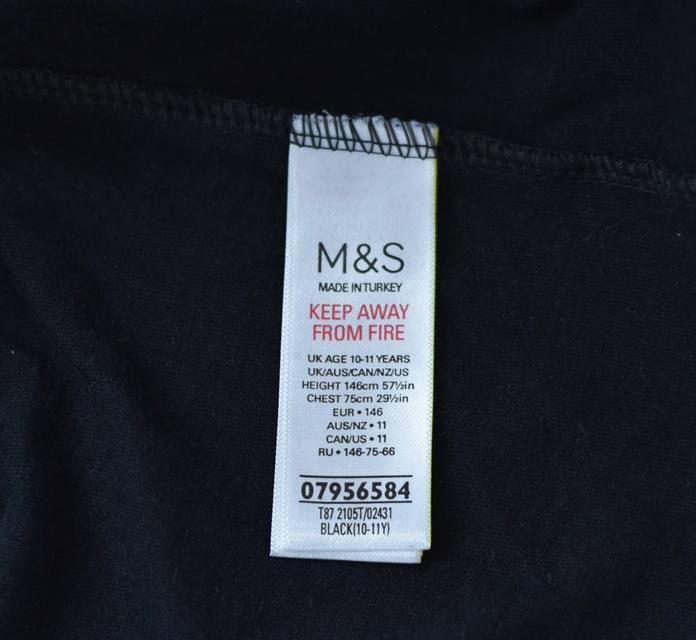 M&S
MADE IN TURKEY
KEEP AWAY
FROM FIRE
UK AGE 10-11 YEARS
UK/AUS/CAN/NZ/US
HEIGHT 146cm 57½in
CHEST 75cm 29½in
EUR • 146
AUS/NZ • 11
CAN/US • 11
RU • 146-75-66
07956584
T87 2105T/02431
BLACK(10-11Y)